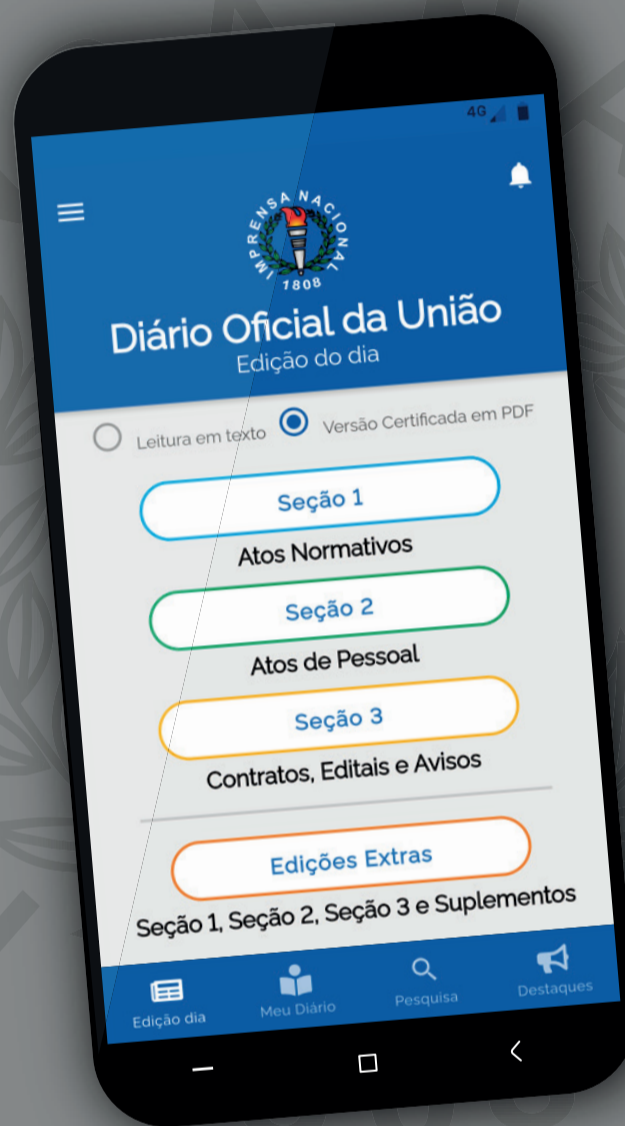 4G
IMPRENSA NACIONAL
1808
Diário Oficial da União
Edição do dia
Leitura em texto Versão Certificada em PDF
Seção 1
Atos Normativos
Seção 2
Atos de Pessoal
Seção 3
Contratos, Editais e Avisos
Edições Extras
Seção 1, Seção 2, Seção 3 e Suplementos
Edição dia Meu Diário Pesquisa Destaques